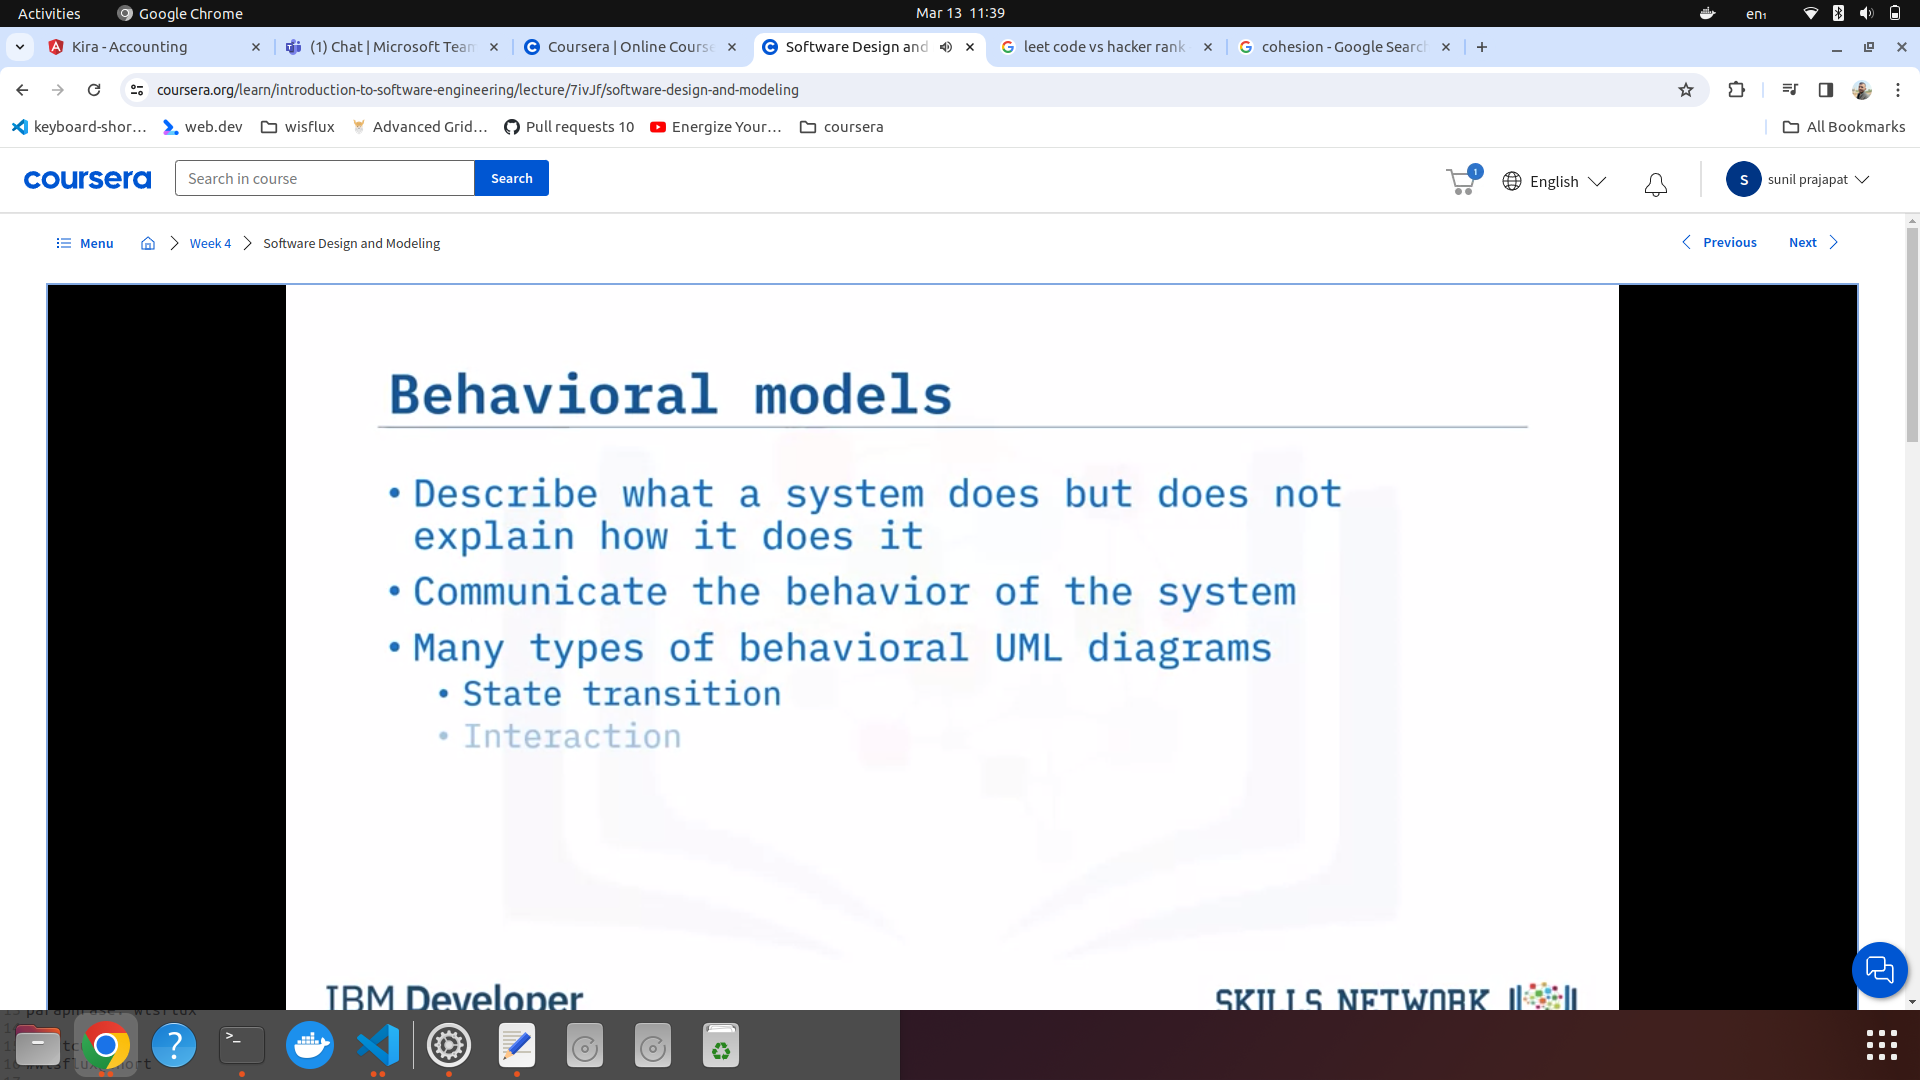 Activities
Google Chrome
Mar 13 11:39
en₁
Kira - Accounting
(1) Chat | Microsoft Team
Coursera | Online Course
Software Design and
leet code vs hacker rank
cohesion - Google Search
coursera.org/learn/introduction-to-software-engineering/lecture/7ivJf/software-design-and-modeling
keyboard-shor...
web.dev
wisflux
Advanced Grid...
Pull requests 10
Energize Your...
coursera
All Bookmarks
coursera
Search in course
Search
1
English
S
sunil prajapat
Menu
Week 4
Software Design and Modeling
Previous
Next
Behavioral models
• Describe what a system does but does not
explain how it does it
• Communicate the behavior of the system
• Many types of behavioral UML diagrams
• State transition
• Interaction
IBM Developer
SKILLS NETWORK